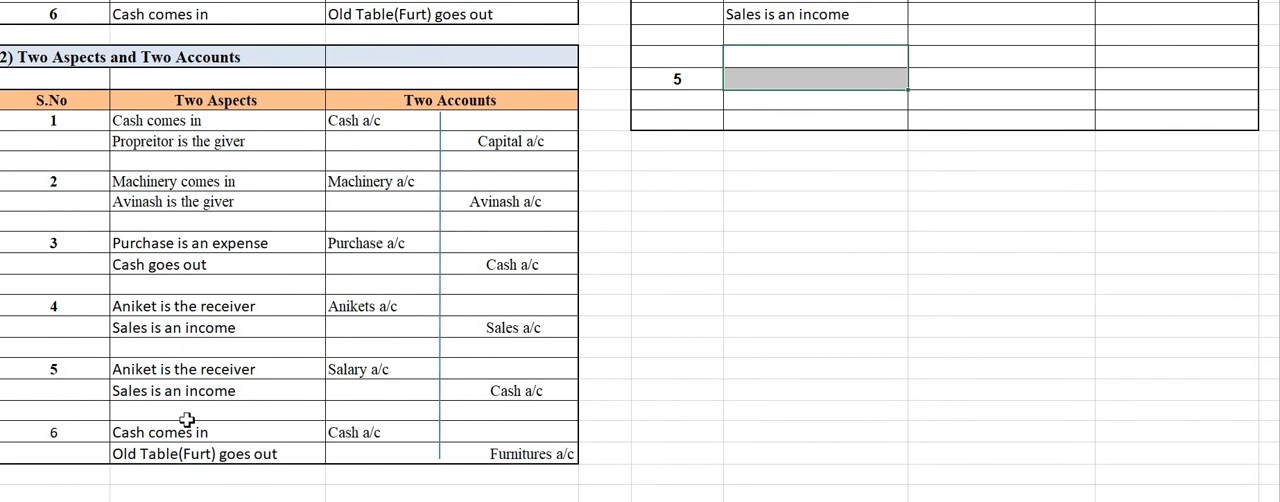 6 Cash comes in Old Table(Furt) goes out
2) Two Aspects and Two Accounts
S.No Two Aspects Two Accounts
1 Cash comes in Cash a/c
Propreitor is the giver Capital a/c
2 Machinery comes in Machinery a/c
Avinash is the giver Avinash a/c
3 Purchase is an expense Purchase a/c
Cash goes out Cash a/c
4 Aniket is the receiver Anikets a/c
Sales is an income Sales a/c
5 Aniket is the receiver Salary a/c
Sales is an income Cash a/c
6 Cash comes in Cash a/c
Old Table(Furt) goes out Furnitures a/c
Sales is an income
5